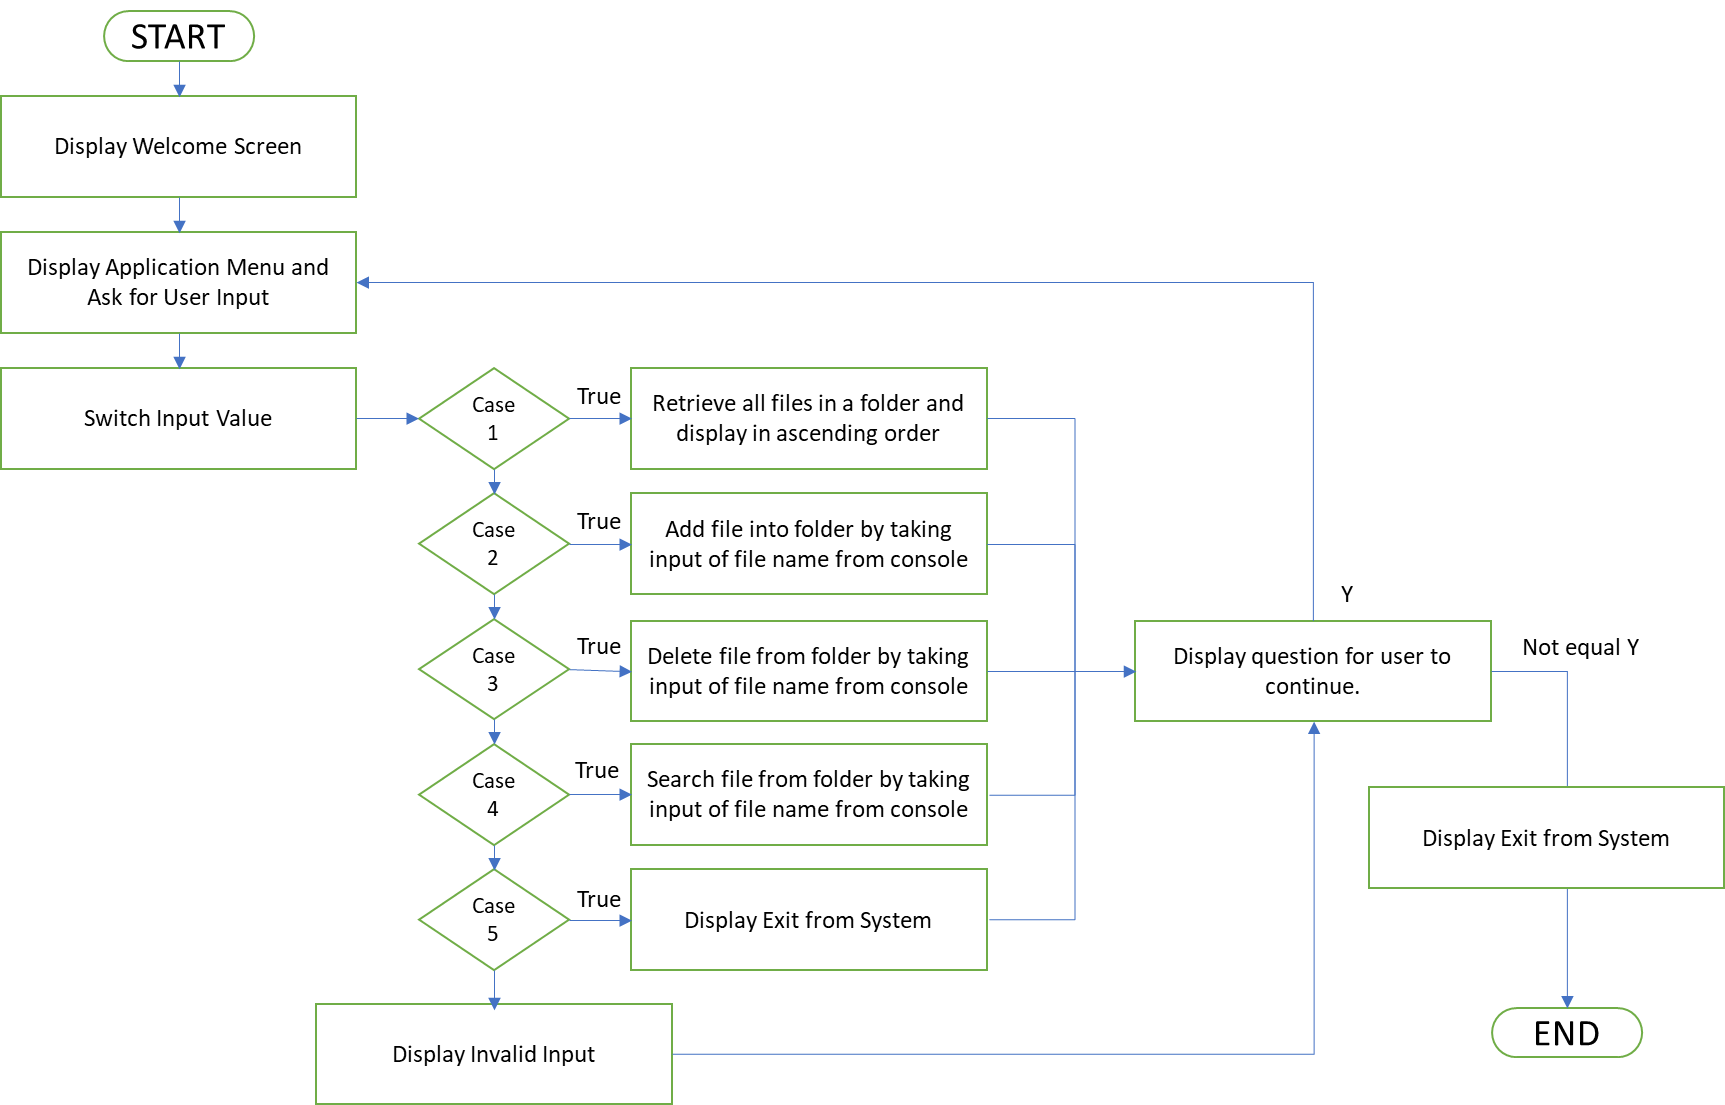 START
Display Welcome Screen
Display Application Menu and
Ask for User Input
Switch Input Value
Case
1
True
Retrieve all files in a folder and
display in ascending order
Case
2
True
Add file into folder by taking
input of file name from console
Case
3
True
Delete file from folder by taking
input of file name from console
Case
4
True
Search file from folder by taking
input of file name from console
Case
5
True
Display Exit from System
Display Invalid Input
Y
Display question for user to
continue.
Not equal Y
Display Exit from System
END